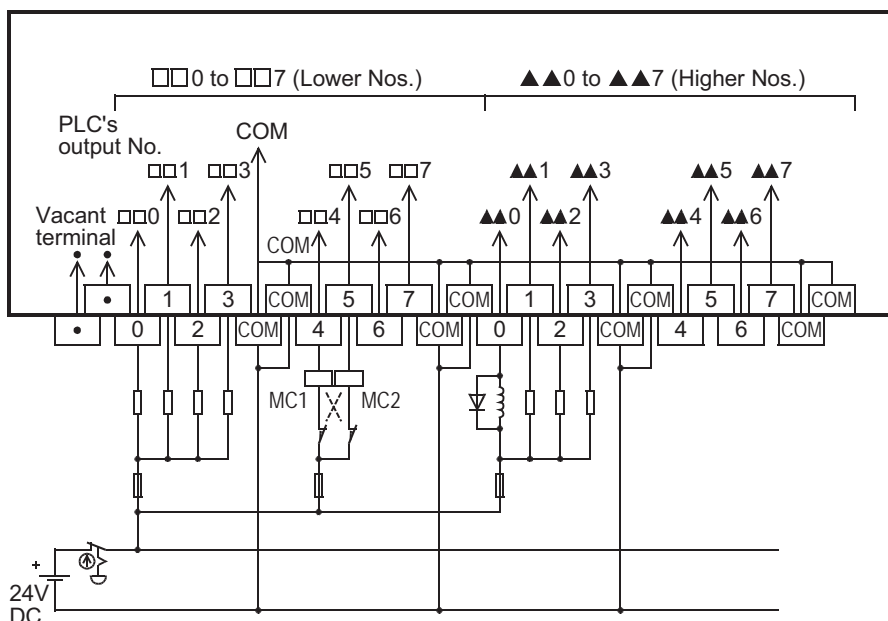 □□0 to □□7 (Lower Nos.) ▲▲0 to ▲▲7 (Higher Nos.)
PLC's
output No.
COM
□□1 □□3 □□5 □□7 ▲▲1 ▲▲3 ▲▲5 ▲▲7
Vacant
terminal
□□0 □□2 □□4 □□6 ▲▲0 ▲▲2 ▲▲4 ▲▲6
COM
• 1 3 COM 5 7 COM 1 3 COM 5 7 COM
• 0 2 COM 4 6 COM 0 2 COM 4 6 COM
MC1 MC2
+
24V
DC